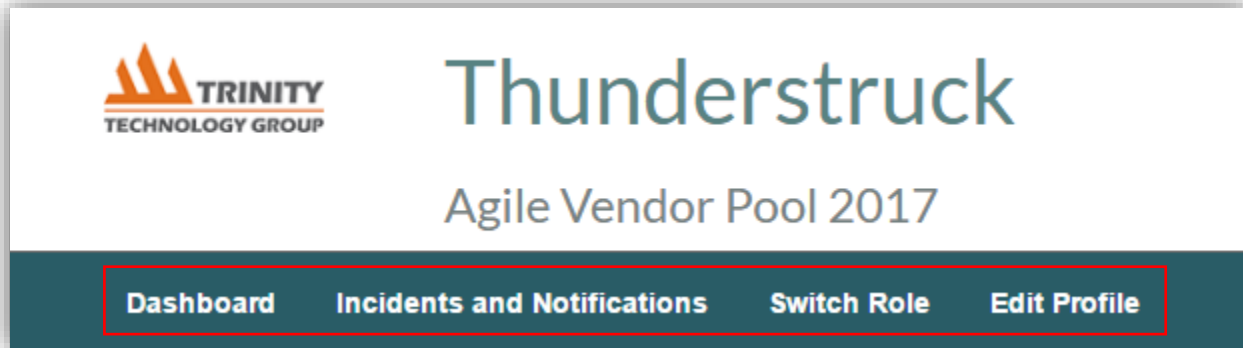 TRINITY
TECHNOLOGY GROUP
Thunderstruck
Agile Vendor Pool 2017
Dashboard Incidents and Notifications Switch Role Edit Profile